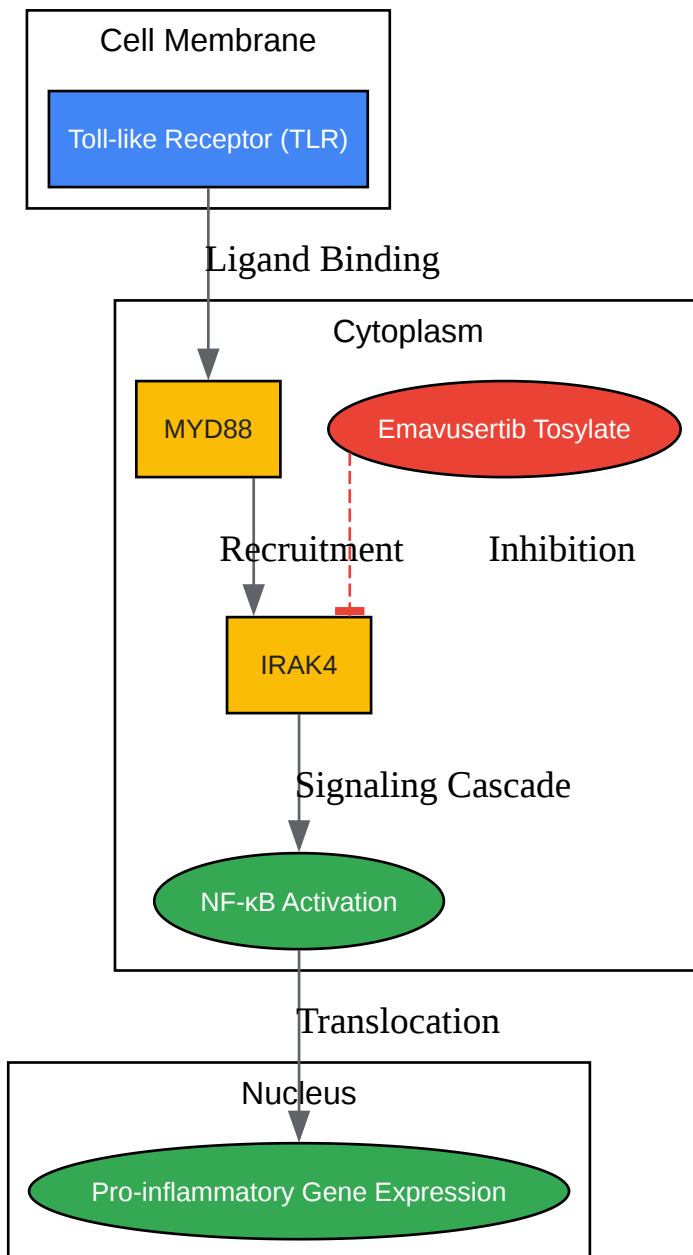 Cell Membrane
Toll-like Receptor (TLR)
Ligand Binding
Cytoplasm
MYD88
Emavusertib Tosylate
Recruitment
Inhibition
IRAK4
Signaling Cascade
NF-κB Activation
Translocation
Nucleus
Pro-inflammatory Gene Expression